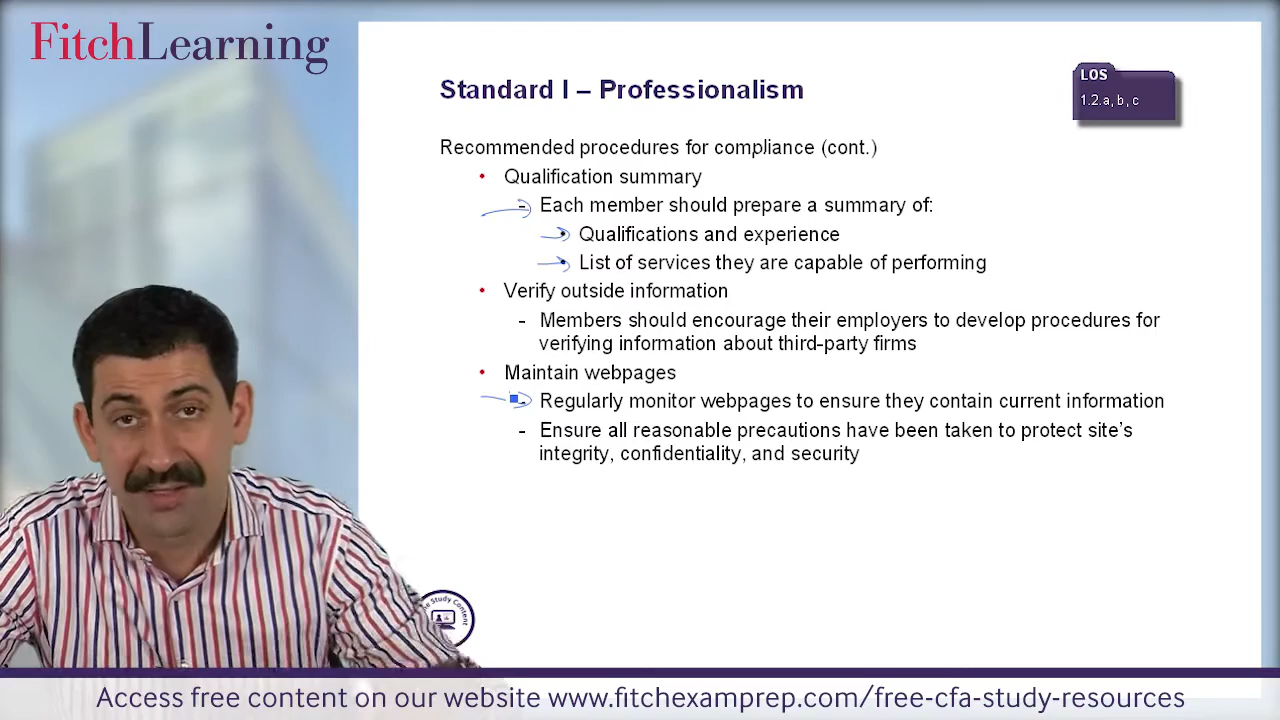 FitchLearning
Standard I – Professionalism
LOS
1.2.a, b, c
Recommended procedures for compliance (cont.)
• Qualification summary
- Each member should prepare a summary of:
• Qualifications and experience
• List of services they are capable of performing
• Verify outside information
- Members should encourage their employers to develop procedures for
verifying information about third-party firms
• Maintain webpages
- Regularly monitor webpages to ensure they contain current information
- Ensure all reasonable precautions have been taken to protect site's
integrity, confidentiality, and security
Study Content
Access free content on our website www.fitchexamprep.com/free-cfa-study-resources